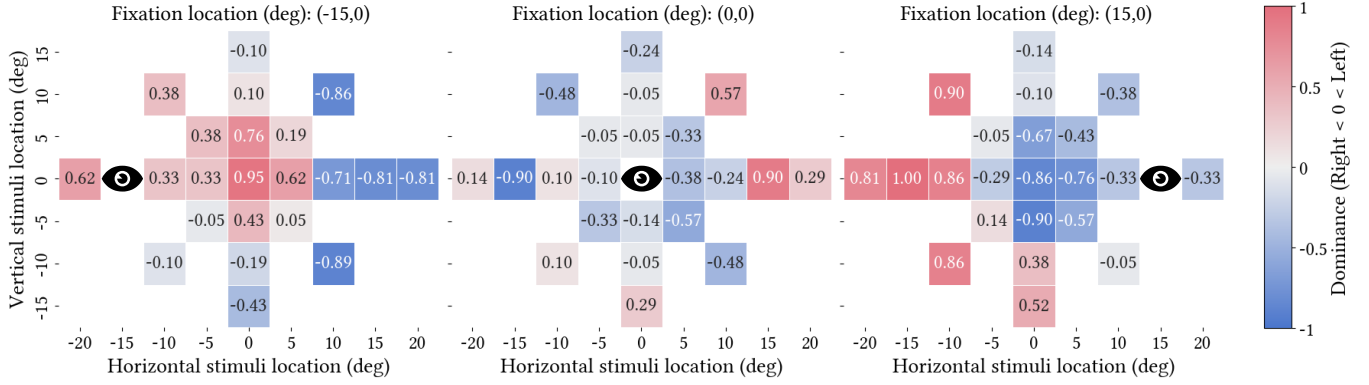 Fixation location (deg): (-15,0) Fixation location (deg): (0,0) Fixation location (deg): (15,0)
Vertical stimuli location (deg)
15 -0.10 -0.24 -0.14
10 0.38 0.10 -0.86 -0.48 -0.05 0.57 0.90 -0.10 -0.38
5 0.38 0.76 0.19 -0.05 -0.05 -0.33 -0.05 -0.67 -0.43
0 0.62 0.33 0.33 0.95 0.62 -0.71 -0.81 -0.81 0.14 -0.90 0.10 -0.10 -0.38 -0.24 0.90 0.29 0.81 1.00 0.86 -0.29 -0.86 -0.76 -0.33 -0.33
-5 -0.05 0.43 0.05 -0.33 -0.14 -0.57 0.14 -0.90 -0.57
-10 -0.10 -0.19 -0.89 0.10 -0.05 -0.48 0.86 0.38 -0.05
-15 -0.43 0.29 0.52
-20 -15 -10 -5 0 5 10 15 20 -20 -15 -10 -5 0 5 10 15 20 -20 -15 -10 -5 0 5 10 15 20
Horizontal stimuli location (deg) Horizontal stimuli location (deg) Horizontal stimuli location (deg)
1
0.5
0
-0.5
-1
Dominance (Right < 0 < Left)